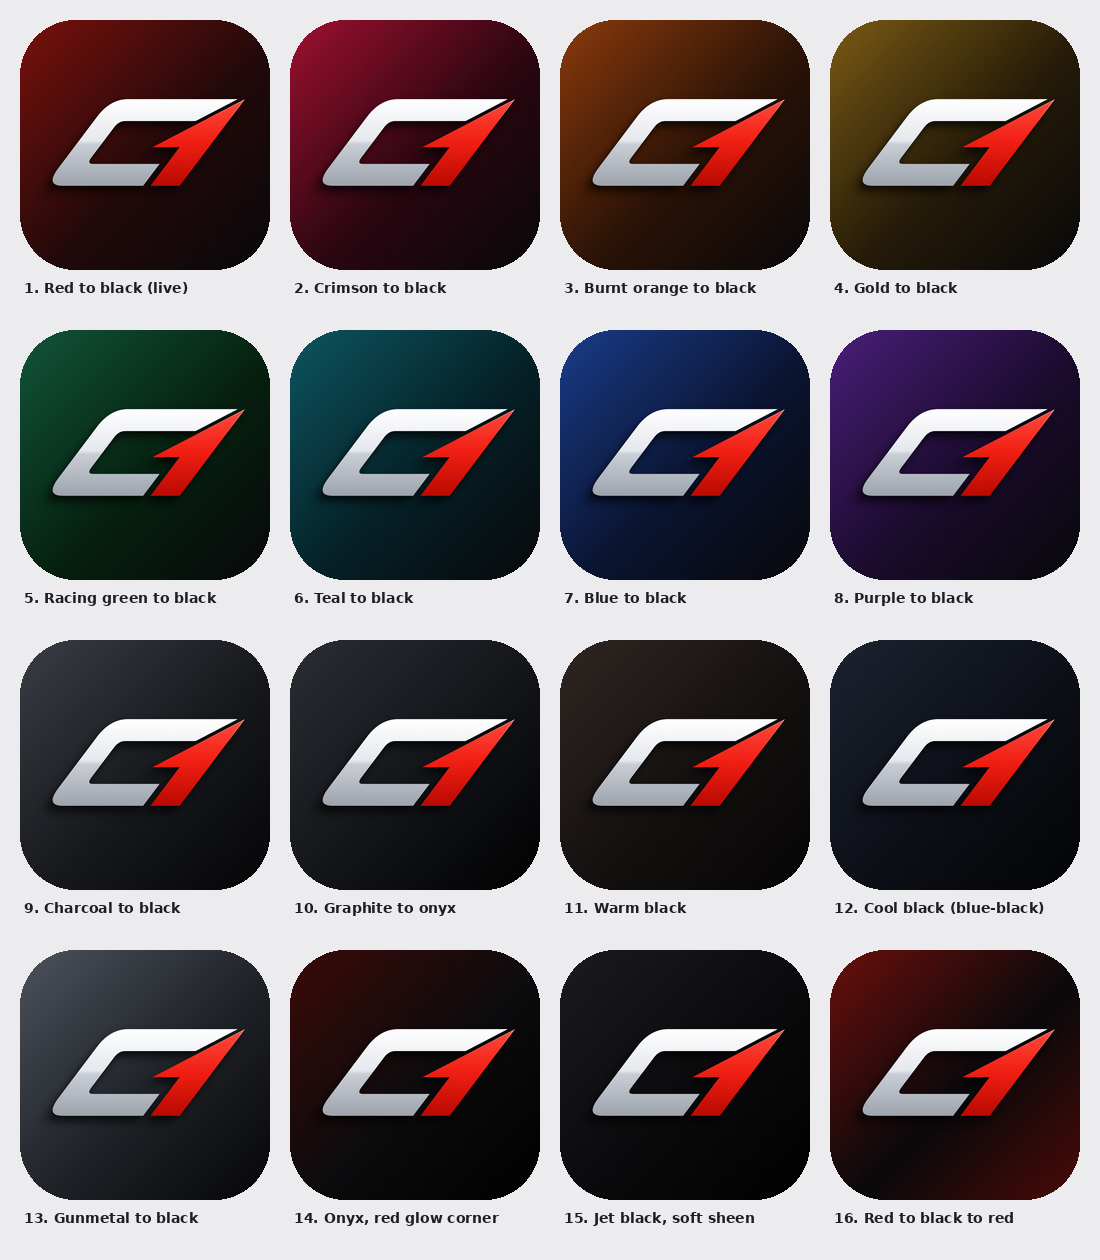 1. Red to black (live)
2. Crimson to black
3. Burnt orange to black
4. Gold to black
5. Racing green to black
6. Teal to black
7. Blue to black
8. Purple to black
9. Charcoal to black
10. Graphite to onyx
11. Warm black
12. Cool black (blue-black)
13. Gunmetal to black
14. Onyx, red glow corner
15. Jet black, soft sheen
16. Red to black to red